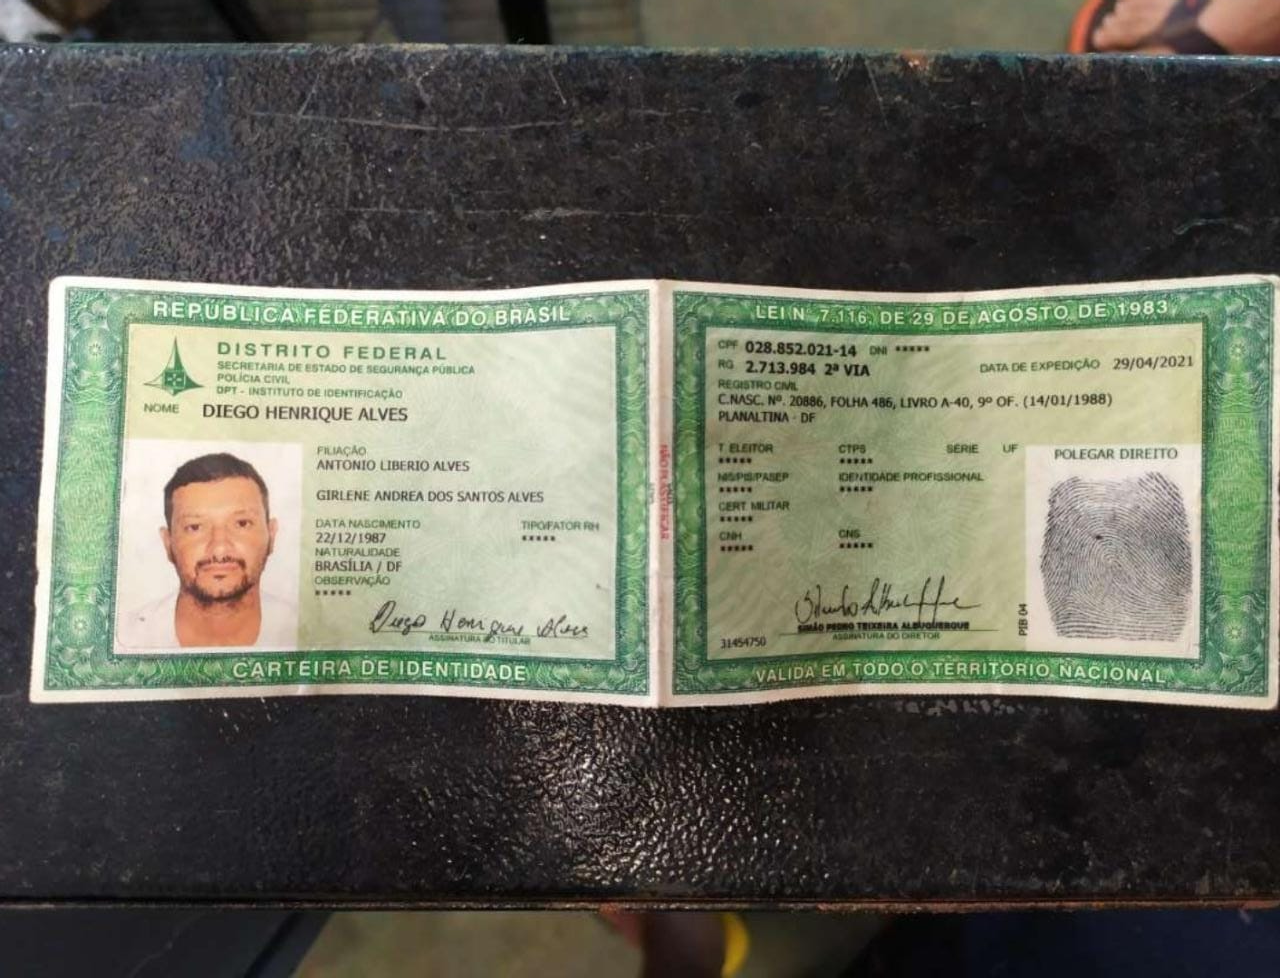 REPÚBLICA FEDERATIVA DO BRASIL
DISTRITO FEDERAL
SECRETARIA DE ESTADO DE SEGURANÇA PÚBLICA
POLÍCIA CIVIL
DPT - INSTITUTO DE IDENTIFICAÇÃO
NOME DIEGO HENRIQUE ALVES
FILIAÇÃO
ANTONIO LIBERIO ALVES
GIRLENE ANDREA DOS SANTOS ALVES
DATA NASCIMENTO TIPO/FATOR RH
22/12/1987 *****
NATURALIDADE
BRASÍLIA / DF
OBSERVAÇÃO
*****
Diego Henrique Alves
ASSINATURA DO TITULAR
CARTEIRA DE IDENTIDADE
NÃO PLASTIFICAR
LEI Nº 7.116, DE 29 DE AGOSTO DE 1983
CPF 028.852.021-14 DNI *****
RG 2.713.984 2ª VIA DATA DE EXPEDIÇÃO 29/04/2021
REGISTRO CIVIL
C.NASC. Nº. 20886, FOLHA 486, LIVRO A-40, 9º OF. (14/01/1988)
PLANALTINA - DF
T. ELEITOR CTPS SÉRIE UF
***** *****
NIS/PIS/PASEP IDENTIDADE PROFISSIONAL
***** *****
CERT. MILITAR
*****
CNH CNS
***** *****
POLEGAR DIREITO
SIMÃO PEDRO TEIXEIRA ALBUQUERQUE
31454750 ASSINATURA DO DIRETOR
PIB 04
VÁLIDA EM TODO O TERRITÓRIO NACIONAL